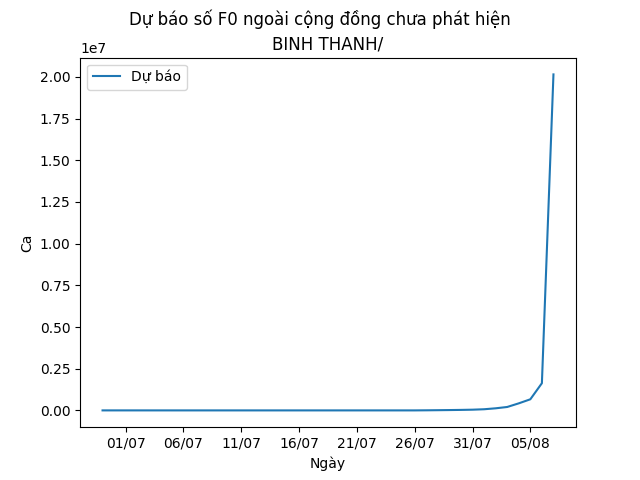 Dự báo số F0 ngoài cộng đồng chưa phát hiện
BINH THANH/
1e7
Dự báo
2.00
1.75
1.50
1.25
1.00
0.75
0.50
0.25
0.00
Ca
01/07 06/07 11/07 16/07 21/07 26/07 31/07 05/08
Ngày